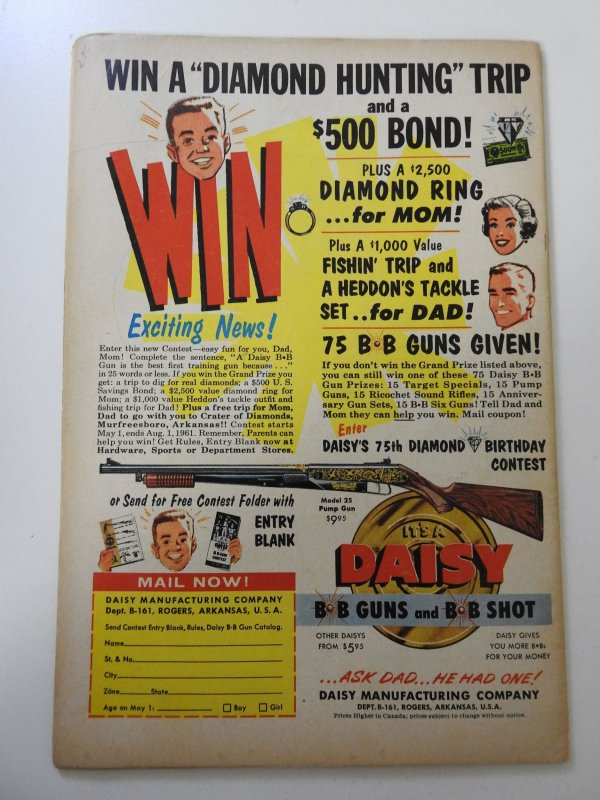 WIN A "DIAMOND HUNTING" TRIP
and a
$500 BOND!
WIN
PLUS A $2,500
DIAMOND RING
...for MOM!
Plus A $1,000 Value
FISHIN' TRIP and
A HEDDON'S TACKLE
SET..for DAD!
Exciting News!
Enter this new Contest—easy fun for you, Dad,
Mom! Complete the sentence, "A Daisy B•B
Gun is the best first training gun because . . ."
in 25 words or less. If you win the Grand Prize you
get: a trip to dig for real diamonds; a $500 U. S.
Savings Bond; a $2,500 value diamond ring for
Mom; a $1,000 value Heddon's tackle outfit and
fishing trip for Dad! Plus a free trip for Mom,
Dad to go with you to Crater of Diamonds,
Murfreesboro, Arkansas!! Contest starts
May 1, ends Aug. 1, 1961. Remember, Parents can
help you win! Get Rules, Entry Blank now at
Hardware, Sports or Department Stores.
75 B•B GUNS GIVEN!
If you don't win the Grand Prize listed above,
you can still win one of these 75 Daisy B•B
Gun Prizes: 15 Target Specials, 15 Pump
Guns, 15 Ricochet Sound Rifles, 15 Anniver-
sary Gun Sets, 15 B•B Six Guns! Tell Dad and
Mom they can help you win. Mail coupon!
Enter
DAISY'S 75th DIAMOND BIRTHDAY
CONTEST
or Send for Free Contest Folder with
ENTRY
BLANK
Model 25
Pump Gun
$9.95
IT'S A
DAISY
B•B GUNS and B•B SHOT
OTHER DAISYS
FROM $5.95
DAISY GIVES
YOU MORE B•Bs
FOR YOUR MONEY
...ASK DAD...HE HAD ONE!
DAISY MANUFACTURING COMPANY
DEPT. B-161, ROGERS, ARKANSAS, U.S.A.
Prices Higher in Canada; prices subject to change without notice.
MAIL NOW!
DAISY MANUFACTURING COMPANY
Dept. B-161, ROGERS, ARKANSAS, U. S. A.
Send Contest Entry Blank, Rules, Daisy B-B Gun Catalog.
Name
St. & No.
City
Zone State
Age on May 1: Boy Girl